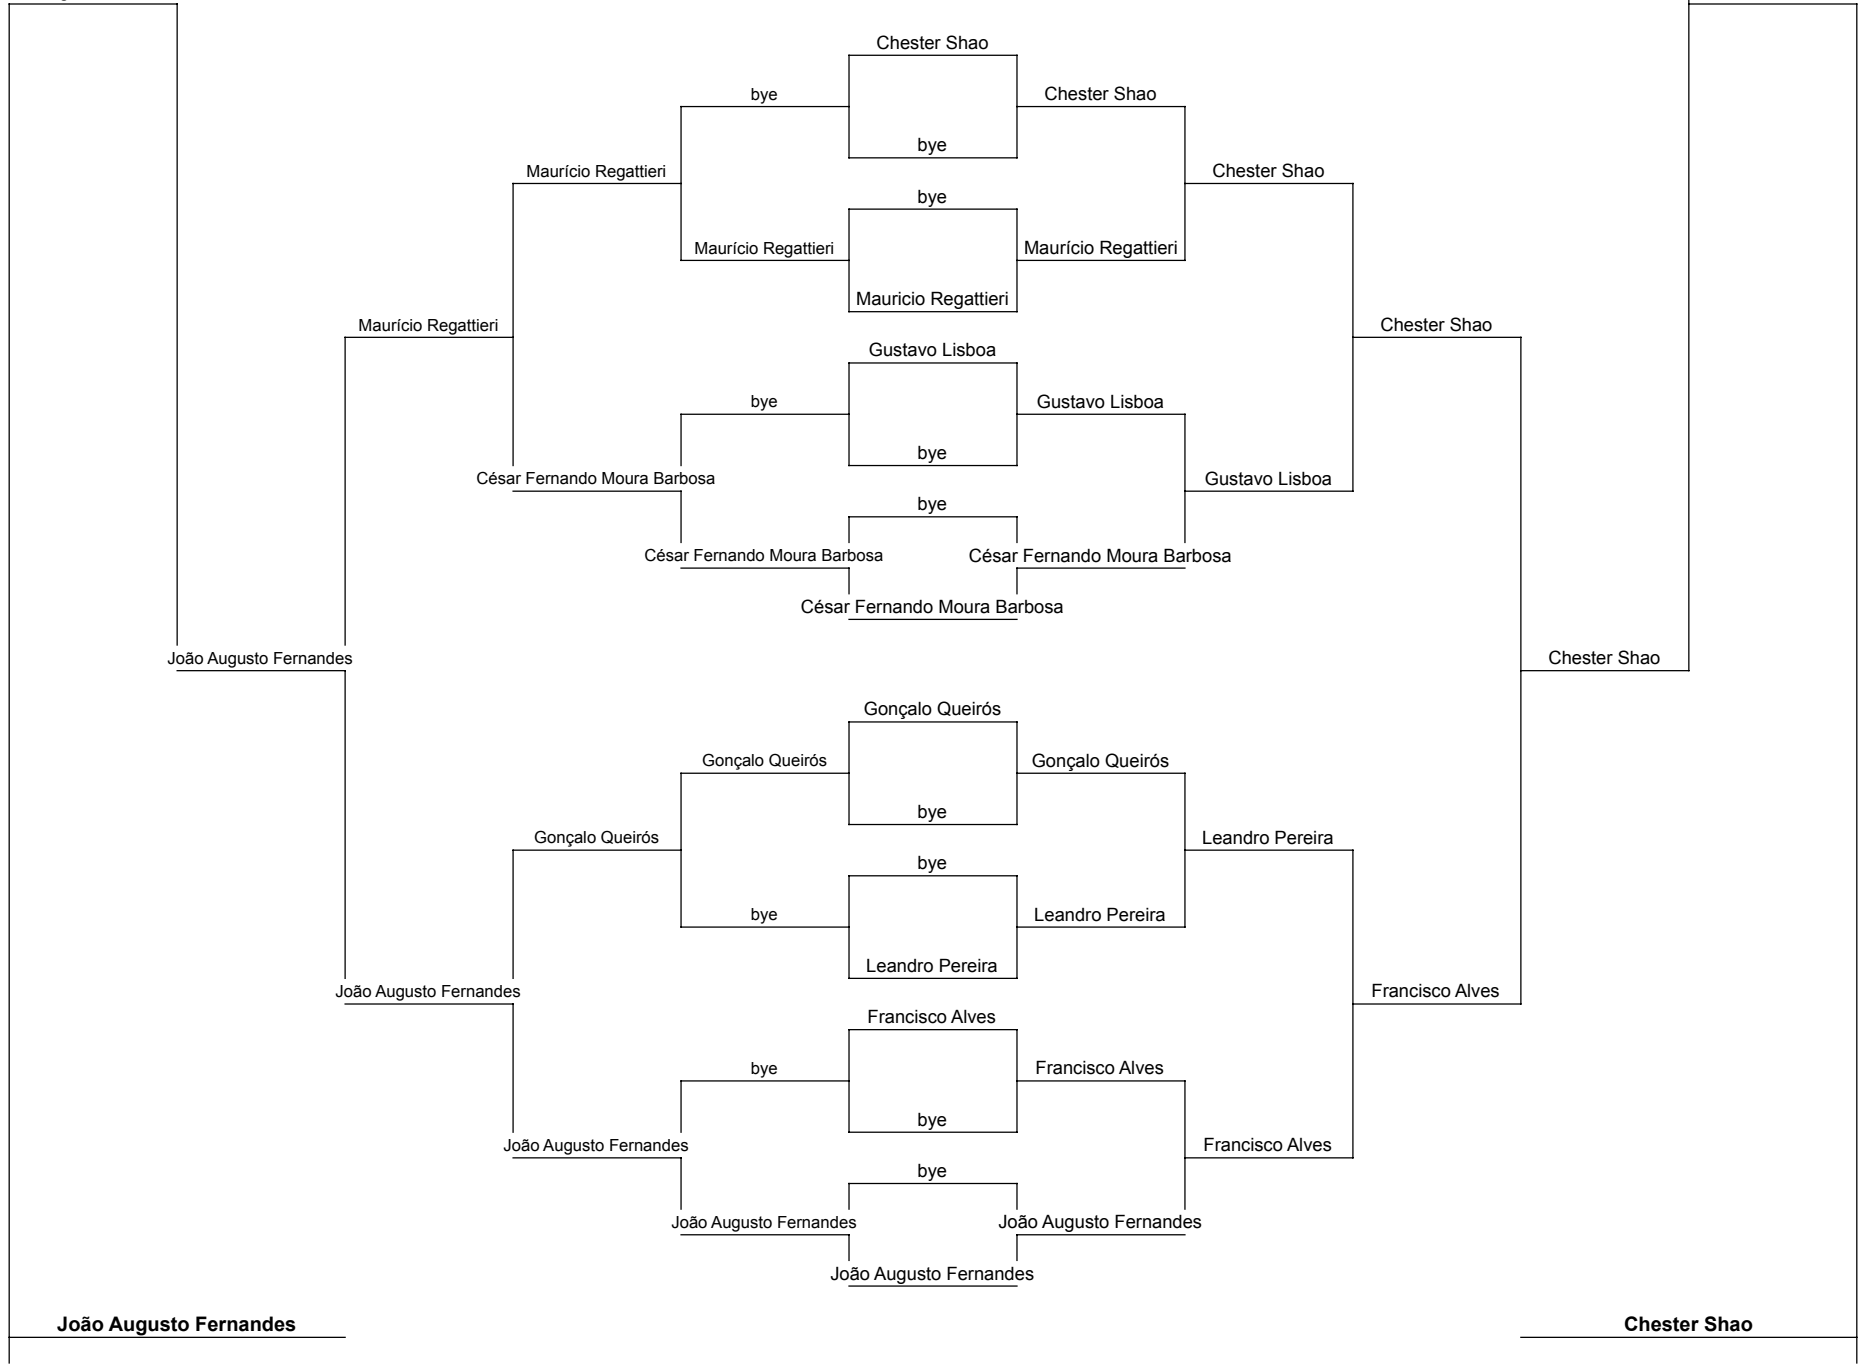 Chester Shao
bye
Chester Shao
bye
Maurício Regattieri
Chester Shao
bye
Maurício Regattieri
Maurício Regattieri
Mauricio Regattieri
Maurício Regattieri
Chester Shao
Gustavo Lisboa
bye
Gustavo Lisboa
bye
César Fernando Moura Barbosa
Gustavo Lisboa
bye
César Fernando Moura Barbosa
César Fernando Moura Barbosa
César Fernando Moura Barbosa
João Augusto Fernandes
Chester Shao
Gonçalo Queirós
Gonçalo Queirós
Gonçalo Queirós
bye
Gonçalo Queirós
Leandro Pereira
bye
bye
Leandro Pereira
Leandro Pereira
João Augusto Fernandes
Francisco Alves
Francisco Alves
bye
Francisco Alves
bye
João Augusto Fernandes
Francisco Alves
bye
João Augusto Fernandes
João Augusto Fernandes
João Augusto Fernandes
João Augusto Fernandes
Chester Shao